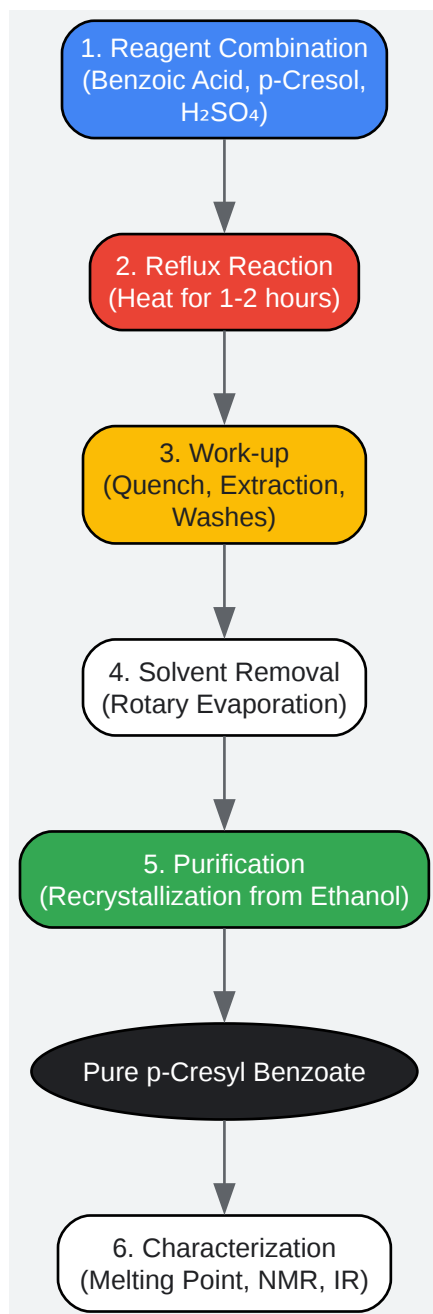 1. Reagent Combination
(Benzoic Acid, p-Cresol,
H₂SO₄)
2. Reflux Reaction
(Heat for 1-2 hours)
3. Work-up
(Quench, Extraction,
Washes)
4. Solvent Removal
(Rotary Evaporation)
5. Purification
(Recrystallization from Ethanol)
Pure p-Cresyl Benzoate
6. Characterization
(Melting Point, NMR, IR)